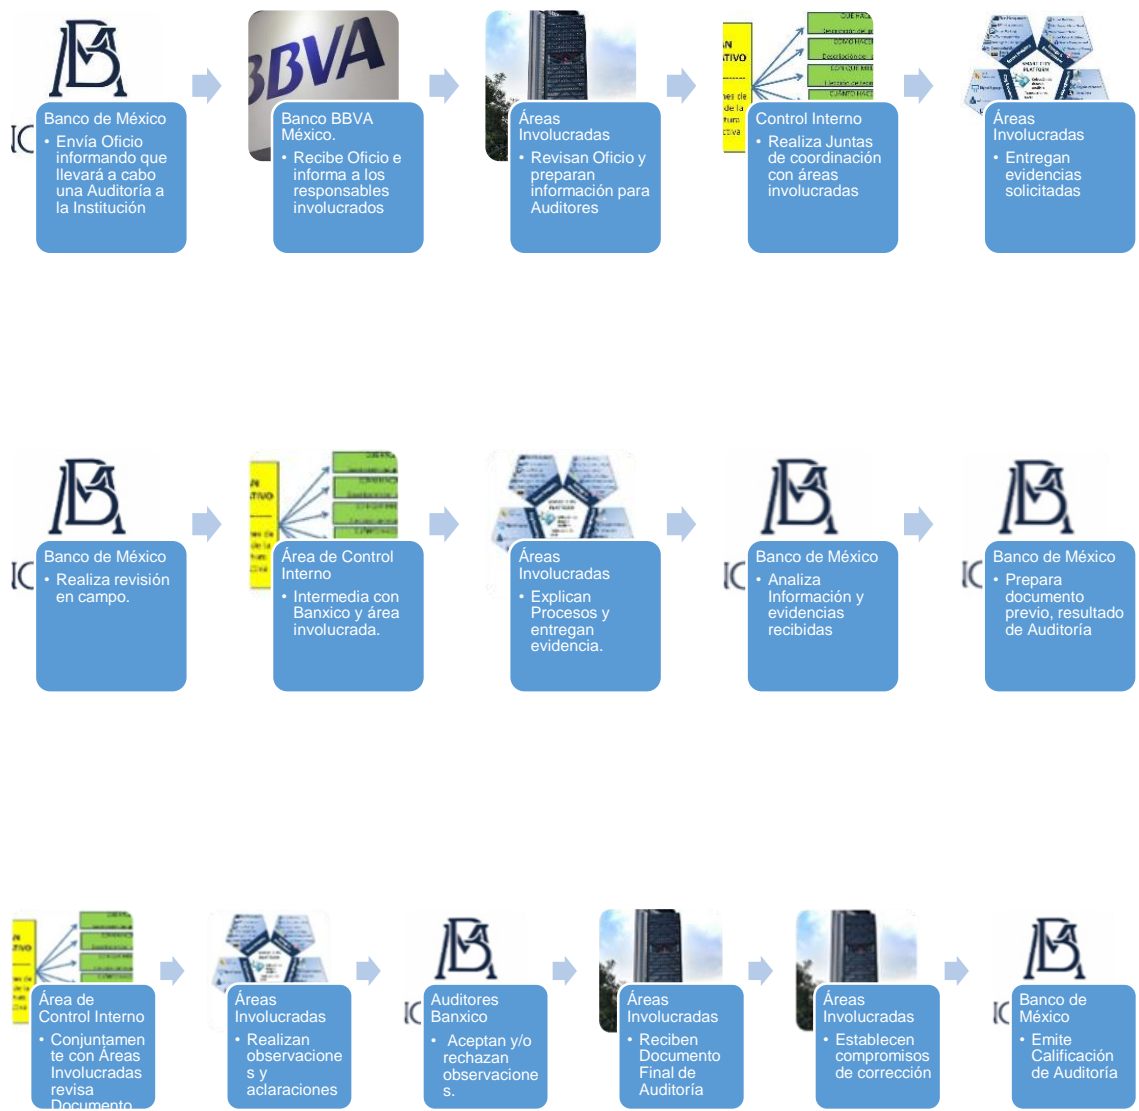 BBVA
Banco de México
• Envía Oficio
informando que
llevará a cabo
una Auditoría a
la Institución
Banco BBVA
México.
• Recibe Oficio e
informa a los
responsables
involucrados
Áreas
Involucradas
• Revisan Oficio y
preparan
información para
Auditores
Control Interno
• Realiza Juntas
de coordinación
con áreas
involucradas
SMART CITY
PLATFORM
Áreas
Involucradas
• Entregan
evidencias
solicitadas
Banco de México
• Realiza revisión
en campo.
Área de Control
Interno
• Intermedia con
Banxico y área
involucrada.
Áreas
Involucradas
• Explican
Procesos y
entregan
evidencia.
Banco de México
• Analiza
Información y
evidencias
recibidas
Banco de México
• Prepara
documento
previo, resultado
de Auditoría
Área de
Control Interno
• Conjuntamen
te con Áreas
Involucradas
revisa
Documento
Áreas
Involucradas
• Realizan
observacione
s y
aclaraciones
Auditores
Banxico
• Aceptan y/o
rechazan
observacione
s.
Áreas
Involucradas
• Reciben
Documento
Final de
Auditoría
Áreas
Involucradas
• Establecen
compromisos
de corrección
Banco de
México
• Emite
Calificación
de Auditoría